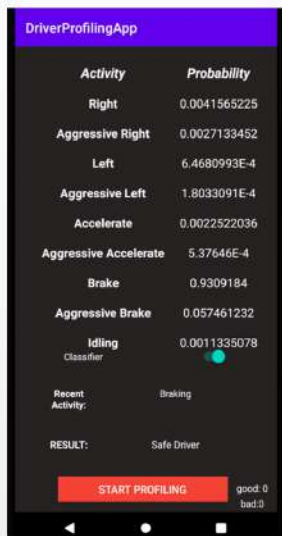 DriverProfilingApp
Activity Probability
Right 0.0041565225
Aggressive Right 0.0027133452
Left 6.4680993E-4
Aggressive Left 1.8033091E-4
Accelerate 0.0022522036
Aggressive Accelerate 5.37646E-4
Brake 0.9309184
Aggressive Brake 0.057461232
Idling 0.0011335078
Classifier
Recent Activity: Braking
RESULT: Safe Driver
START PROFILING good: 0
bad:0